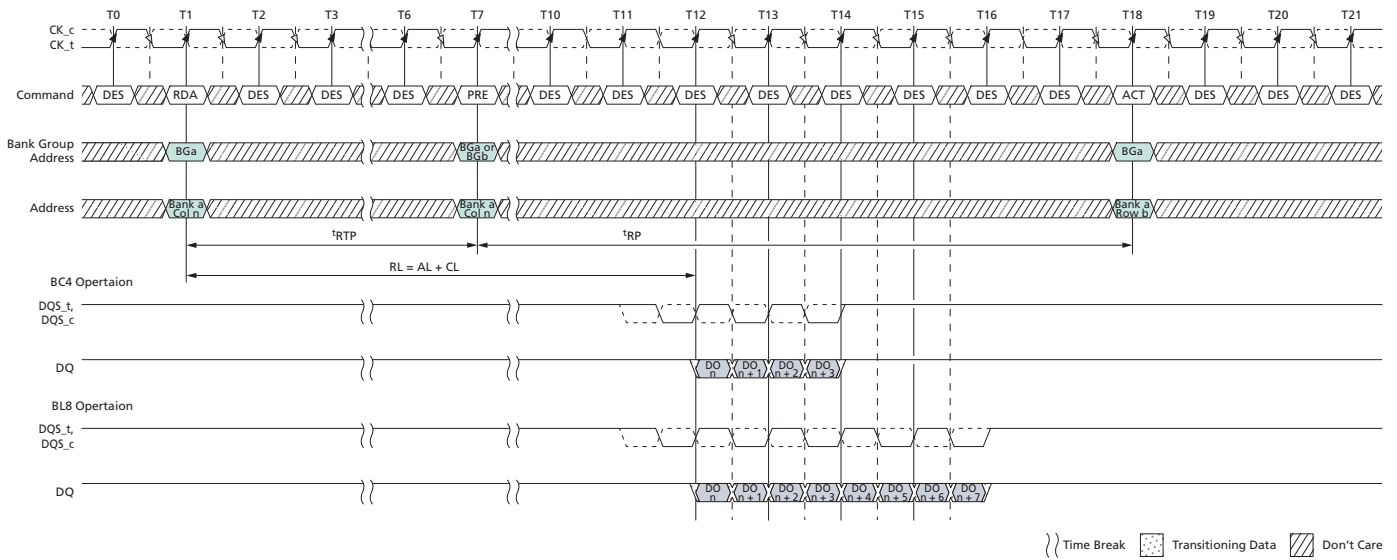 T0 T1 T2 T3 T6 T7 T10 T11 T12 T13 T14 T15 T16 T17 T18 T19 T20 T21
CK_c
CK_t
Command DES RDA DES DES DES PRE DES DES DES DES DES DES DES DES ACT DES DES DES
Bank Group
Address
BGa
BGa or
BGb
BGa
Address
Bank a
Col n
Bank a
Col n
Bank a
Row b
tRTP
tRP
RL = AL + CL
BC4 Opertaion
DQS_t,
DQS_c
DQ
DO
n
DO
n + 1
DO
n + 2
DO
n + 3
BL8 Opertaion
DQS_t,
DQS_c
DQ
DO
n
DO
n + 1
DO
n + 2
DO
n + 3
DO
n + 4
DO
n + 5
DO
n + 6
DO
n + 7
Time Break Transitioning Data Don't Care